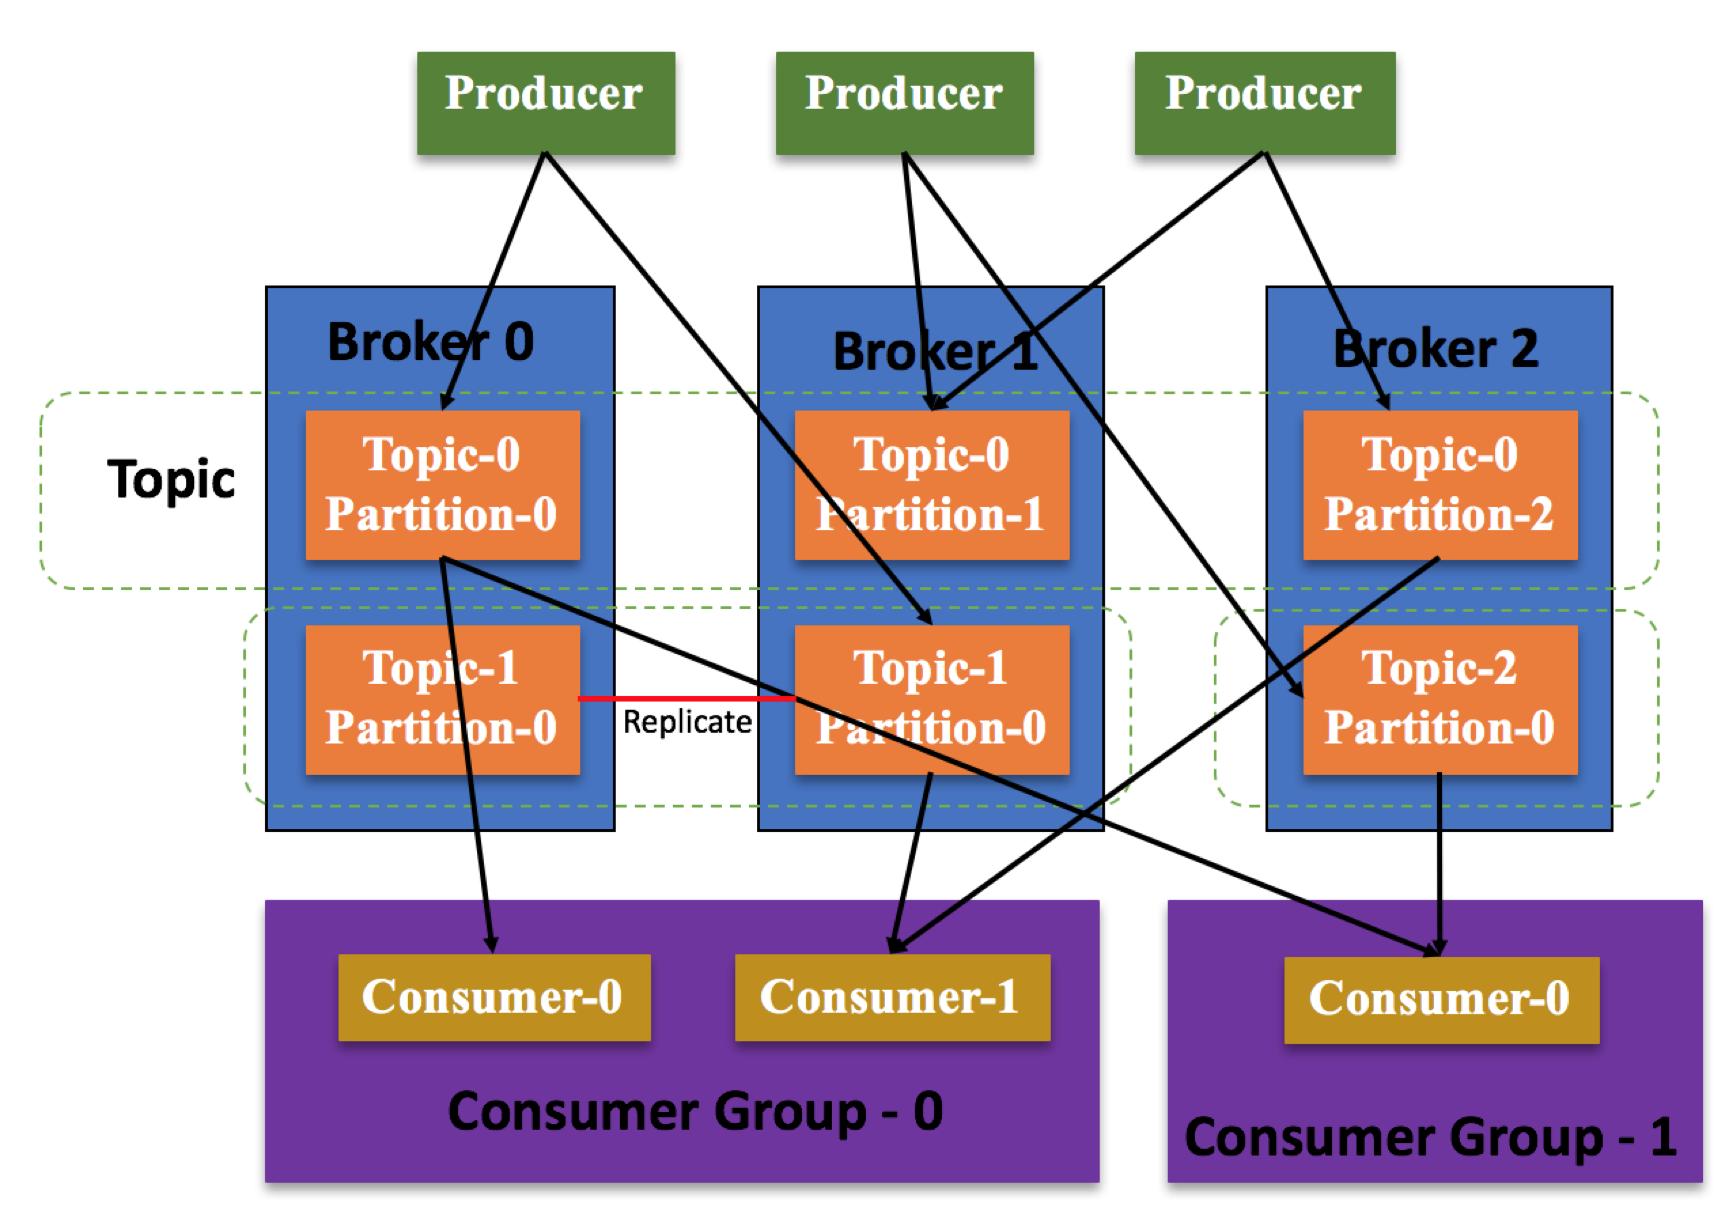 Producer
Producer
Producer
Broker 0
Broker 1
Broker 2
Topic
Topic-0
Partition-0
Topic-0
Partition-1
Topic-0
Partition-2
Topic-1
Partition-0
Replicate
Topic-1
Partition-0
Topic-2
Partition-0
Consumer-0
Consumer-1
Consumer Group - 0
Consumer-0
Consumer Group - 1